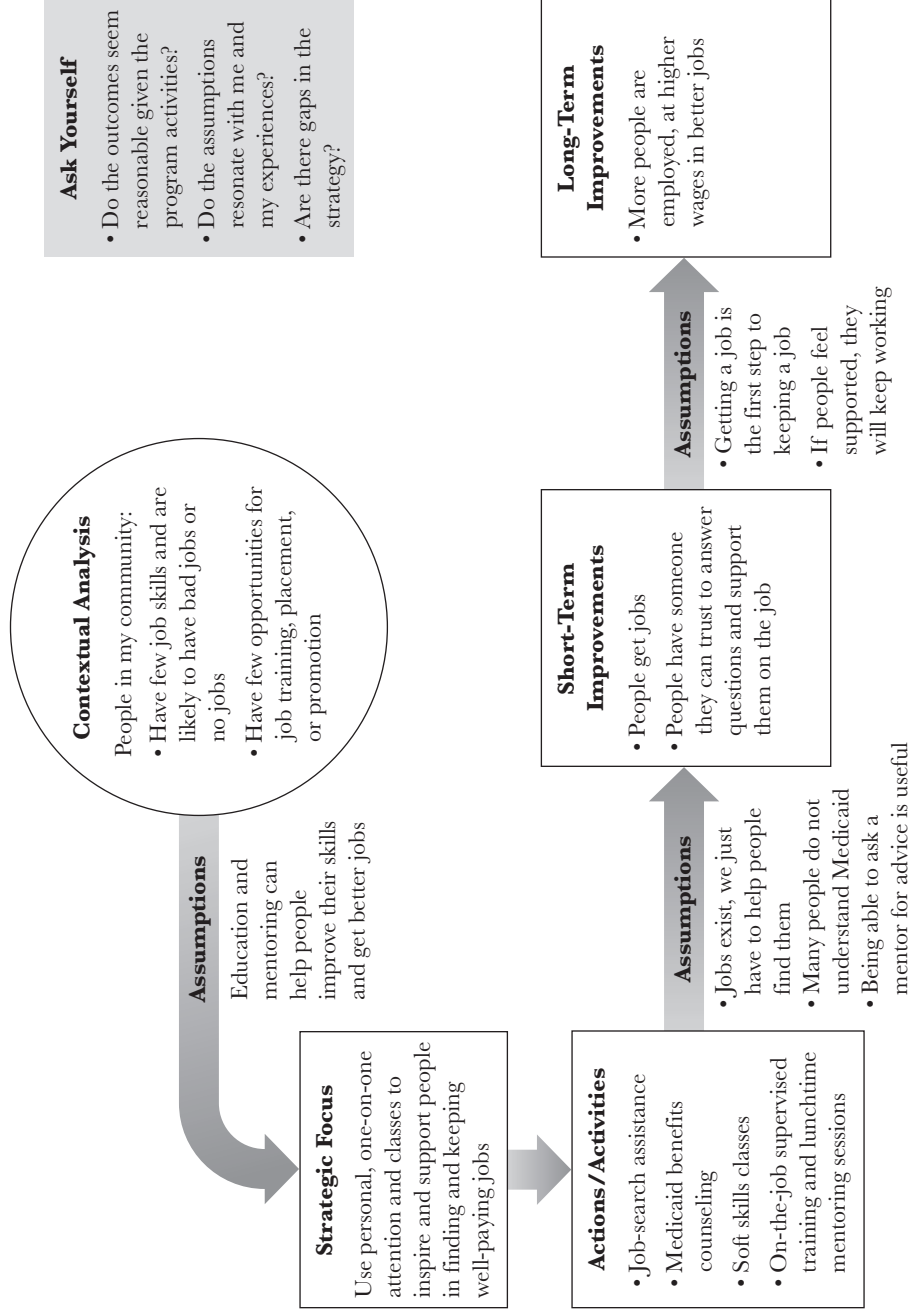 Contextual Analysis
People in my community:
• Have few job skills and are
likely to have bad jobs or
no jobs
• Have few opportunities for
job training, placement,
or promotion
Ask Yourself
• Do the outcomes seem
reasonable given the
program activities?
• Do the assumptions
resonate with me and
my experiences?
• Are there gaps in the
strategy?
Assumptions
Education and
mentoring can
help people
improve their skills
and get better jobs
Strategic Focus
Use personal, one-on-one
attention and classes to
inspire and support people
in finding and keeping
well-paying jobs
Actions/Activities
• Job-search assistance
• Medicaid benefits
counseling
• Soft skills classes
• On-the-job supervised
training and lunchtime
mentoring sessions
Assumptions
• Jobs exist, we just
have to help people
find them
• Many people do not
understand Medicaid
• Being able to ask a
mentor for advice is useful
Short-Term
Improvements
• People get jobs
• People have someone
they can trust to answer
questions and support
them on the job
Assumptions
• Getting a job is
the first step to
keeping a job
• If people feel
supported, they
will keep working
Long-Term
Improvements
• More people are
employed, at higher
wages in better jobs